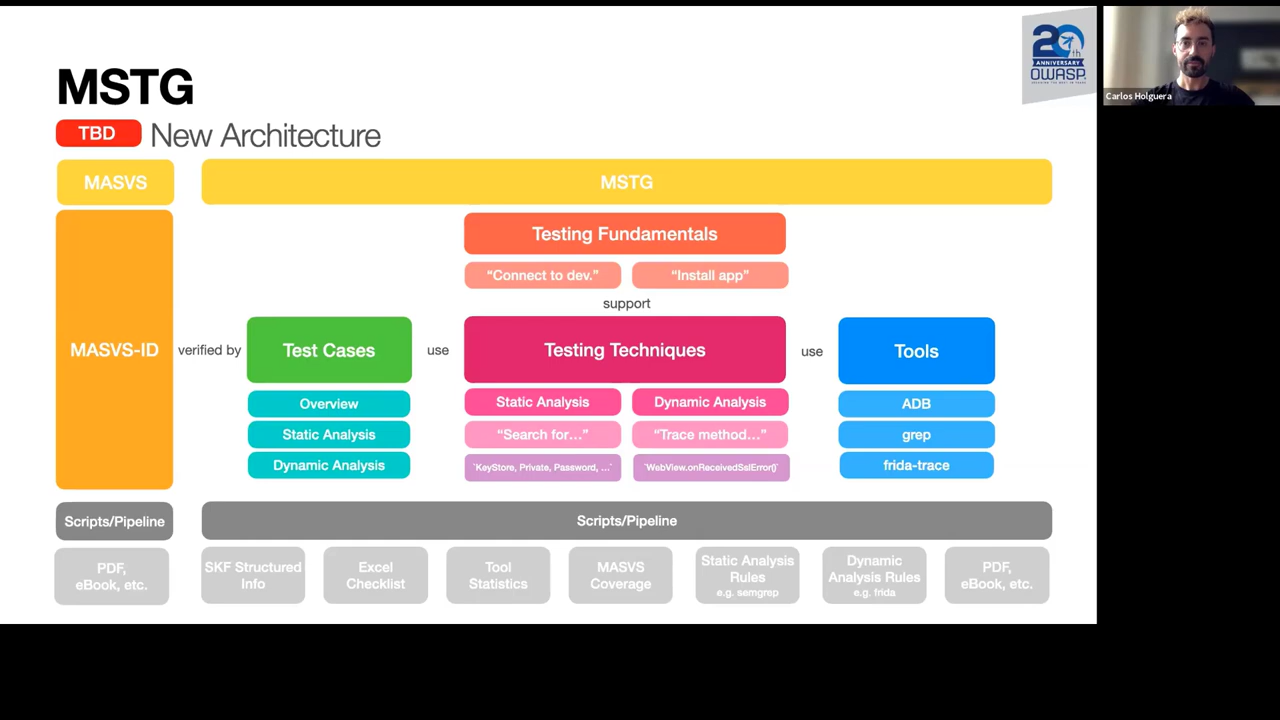 MSTG
TBD New Architecture
20th
ANNIVERSARY
OWASP
Carlos Holguera
MASVS
MSTG
Testing Fundamentals
“Connect to dev.”
“Install app”
support
MASVS-ID
verified by
Test Cases
use
Testing Techniques
use
Tools
Overview
Static Analysis
Dynamic Analysis
Static Analysis
Dynamic Analysis
“Search for…”
“Trace method…”
`KeyStore, Private, Password, …`
`WebView.onReceivedSslError()`
ADB
grep
frida-trace
Scripts/Pipeline
Scripts/Pipeline
PDF,
eBook, etc.
SKF Structured
Info
Excel
Checklist
Tool
Statistics
MASVS
Coverage
Static Analysis
Rules
e.g. semgrep
Dynamic
Analysis Rules
e.g. frida
PDF,
eBook, etc.